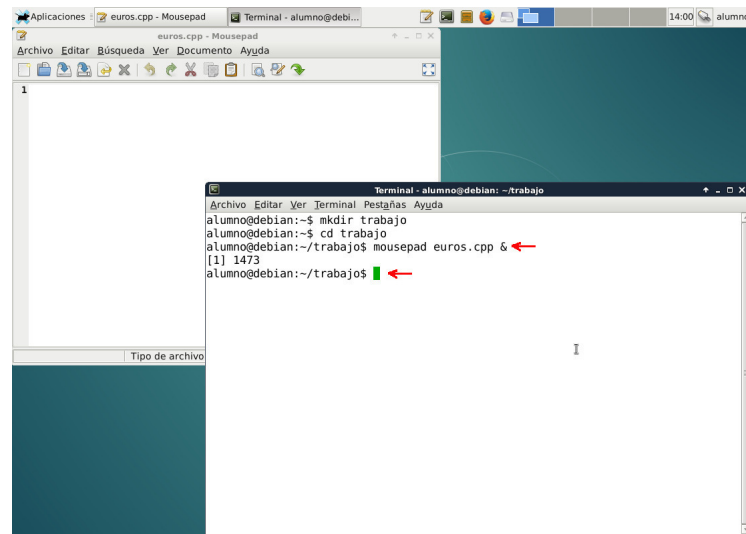 Aplicaciones euros.cpp - Mousepad Terminal - alumno@debi... 14:00 alumno
euros.cpp - Mousepad
Archivo Editar Búsqueda Ver Documento Ayuda
1
Tipo de archivo
Terminal - alumno@debian: ~/trabajo
Archivo Editar Ver Terminal Pestañas Ayuda
alumno@debian:~$ mkdir trabajo
alumno@debian:~$ cd trabajo
alumno@debian:~/trabajo$ mousepad euros.cpp &
[1] 1473
alumno@debian:~/trabajo$